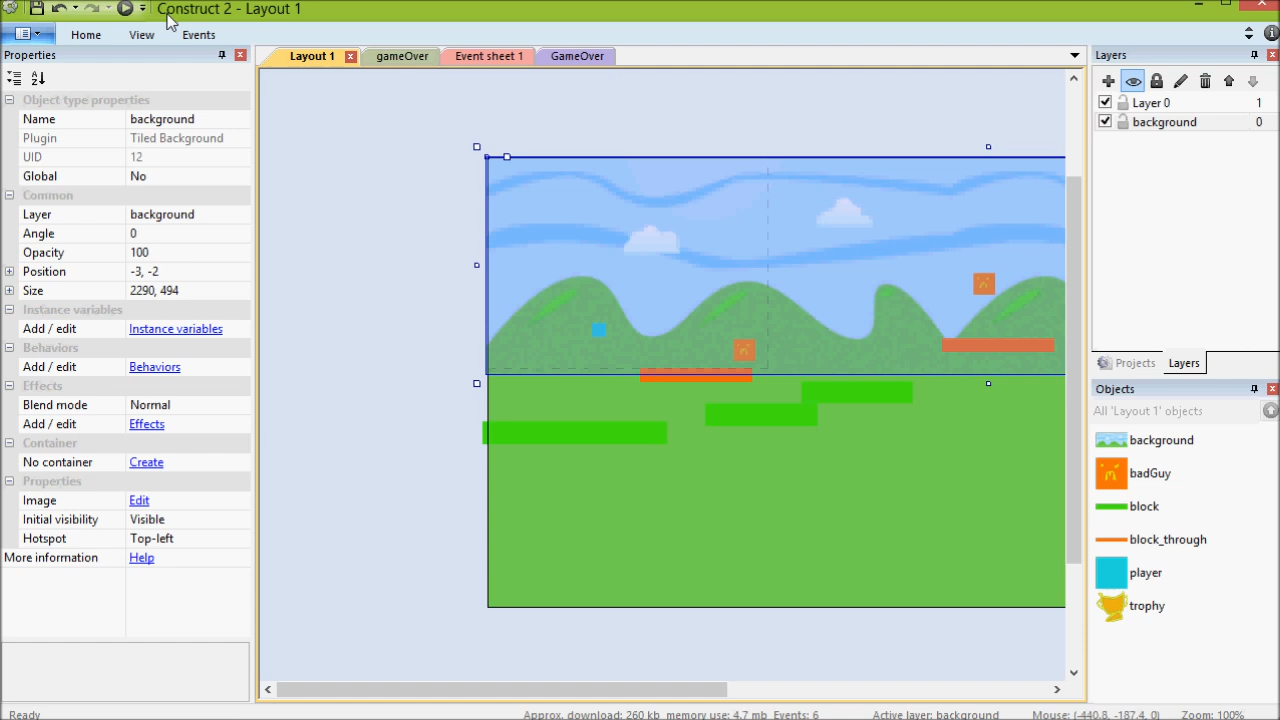 Construct 2 - Layout 1
Home View Events
Properties
Layout 1 gameOver Event sheet 1 GameOver
Layers
Object type properties
Name background
Plugin Tiled Background
UID 12
Global No
Common
Layer background
Angle 0
Opacity 100
Position -3, -2
Size 2290, 494
Instance variables
Add / edit Instance variables
Behaviors
Add / edit Behaviors
Effects
Blend mode Normal
Add / edit Effects
Container
No container Create
Properties
Image Edit
Initial visibility Visible
Hotspot Top-left
More information Help
Layer 0 1
background 0
Projects Layers
Objects
All 'Layout 1' objects
background
badGuy
block
block_through
player
trophy
Ready Approx. download: 260 kb memory use: 4.7 mb Events: 6 Active layer: background Mouse: (-440.8, -187.4, 0) Zoom: 100%